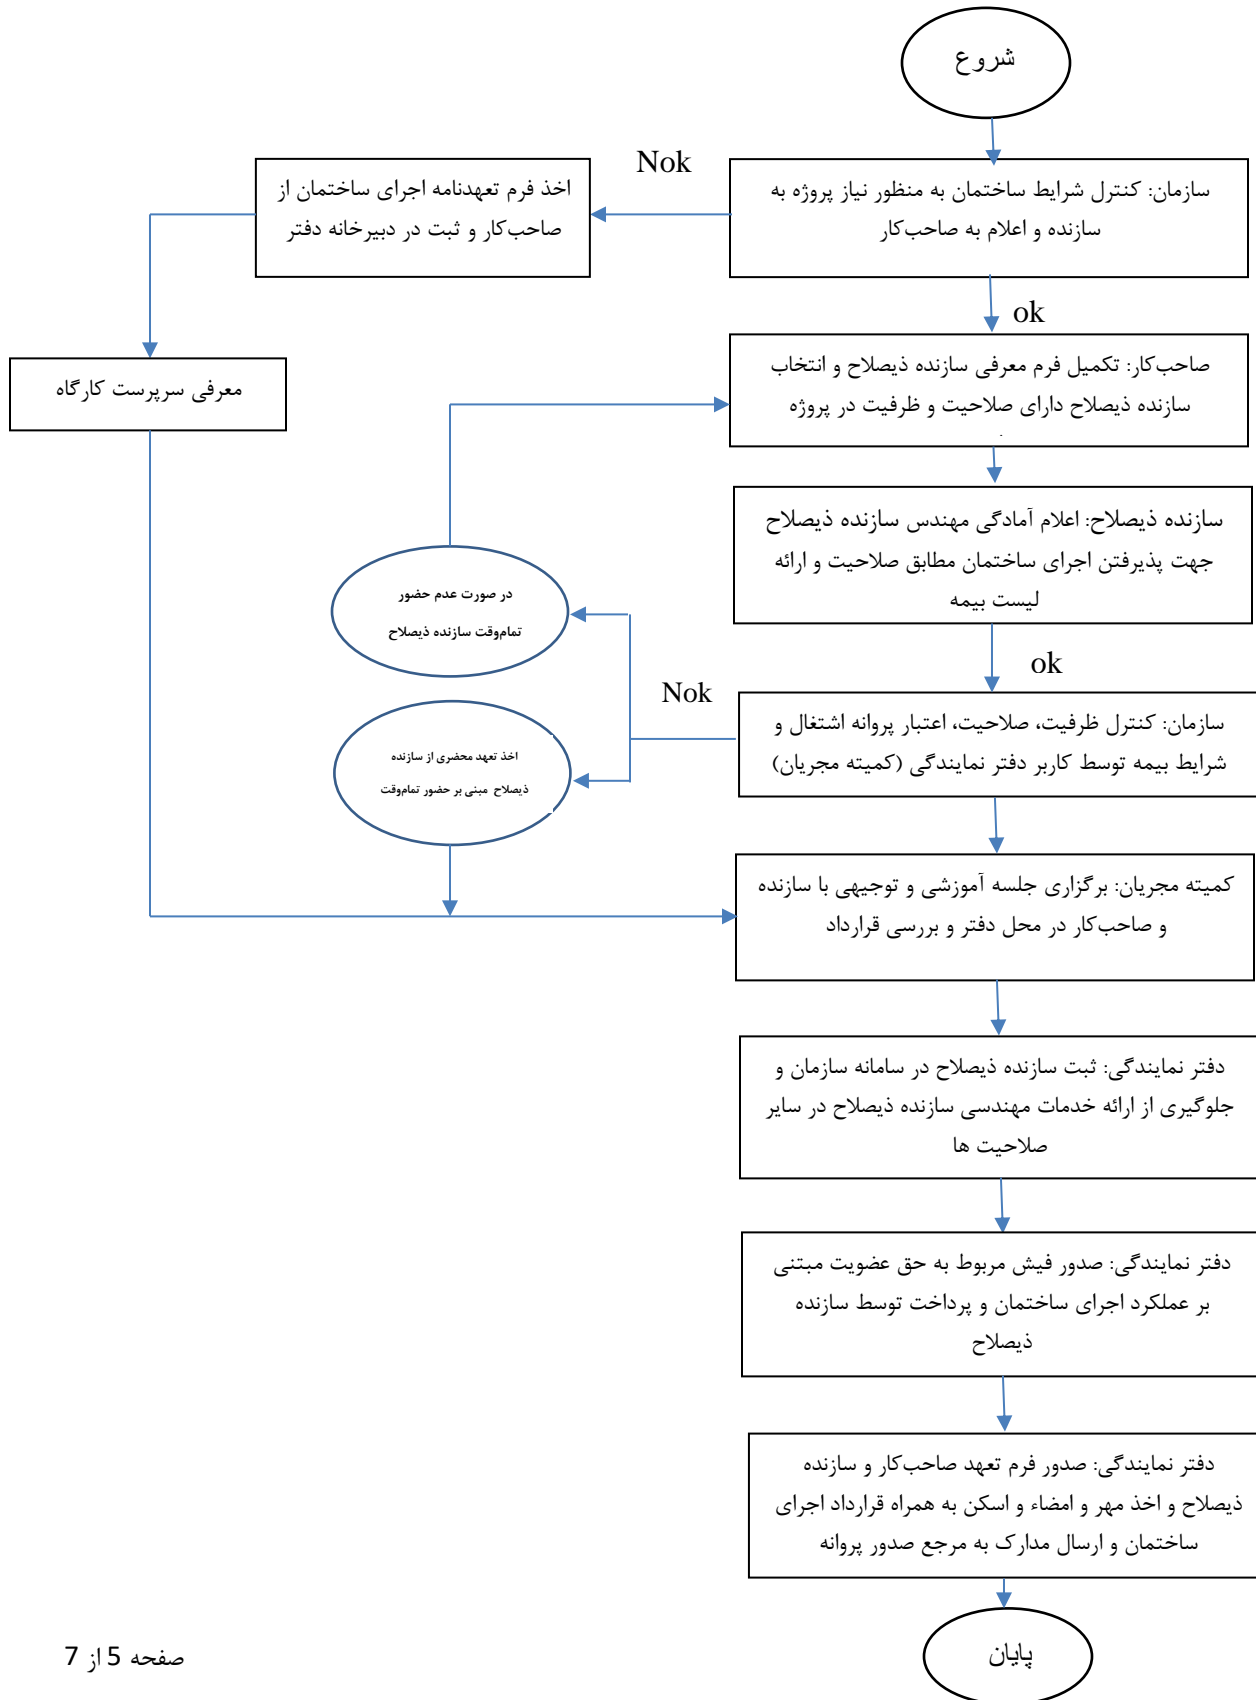 شروع
Nok
سازمان: کنترل شرایط ساختمان به منظور نیاز پروژه به
سازنده و اعلام به صاحب‌کار
اخذ فرم تعهدنامه اجرای ساختمان از
صاحب‌کار و ثبت در دبیرخانه دفتر
ok
صاحب‌کار: تکمیل فرم معرفی سازنده ذیصلاح و انتخاب
سازنده ذیصلاح دارای صلاحیت و ظرفیت در پروژه
معرفی سرپرست کارگاه
سازنده ذیصلاح: اعلام آمادگی مهندس سازنده ذیصلاح
جهت پذیرفتن اجرای ساختمان مطابق صلاحیت و ارائه
لیست بیمه
در صورت عدم حضور
تمام‌وقت سازنده ذیصلاح
ok
Nok
سازمان: کنترل ظرفیت، صلاحیت، اعتبار پروانه اشتغال و
شرایط بیمه توسط کاربر دفتر نمایندگی (کمیته مجریان)
اخذ تعهد محضری از سازنده
ذیصلاح مبنی بر حضور تمام‌وقت
کمیته مجریان: برگزاری جلسه آموزشی و توجیهی با سازنده
و صاحب‌کار در محل دفتر و بررسی قرارداد
دفتر نمایندگی: ثبت سازنده ذیصلاح در سامانه سازمان و
جلوگیری از ارائه خدمات مهندسی سازنده ذیصلاح در سایر
صلاحیت ها
دفتر نمایندگی: صدور فیش مربوط به حق عضویت مبتنی
بر عملکرد اجرای ساختمان و پرداخت توسط سازنده
ذیصلاح
دفتر نمایندگی: صدور فرم تعهد صاحب‌کار و سازنده
ذیصلاح و اخذ مهر و امضاء و اسکن به همراه قرارداد اجرای
ساختمان و ارسال مدارک به مرجع صدور پروانه
پایان
صفحه 5 از 7